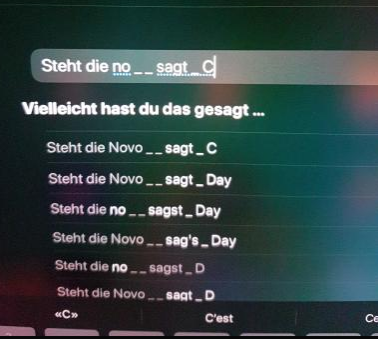 Steht die no _ _ sagt _ C
Vielleicht hast du das gesagt ...
Steht die Novo _ _ sagt _ C
Steht die Novo _ _ sagt _ Day
Steht die no _ _ sagst _ Day
Steht die Novo _ _ sag's _ Day
Steht die no _ _ sagst _ D
Steht die Novo _ _ sagt _ D
«C» C'est Ce